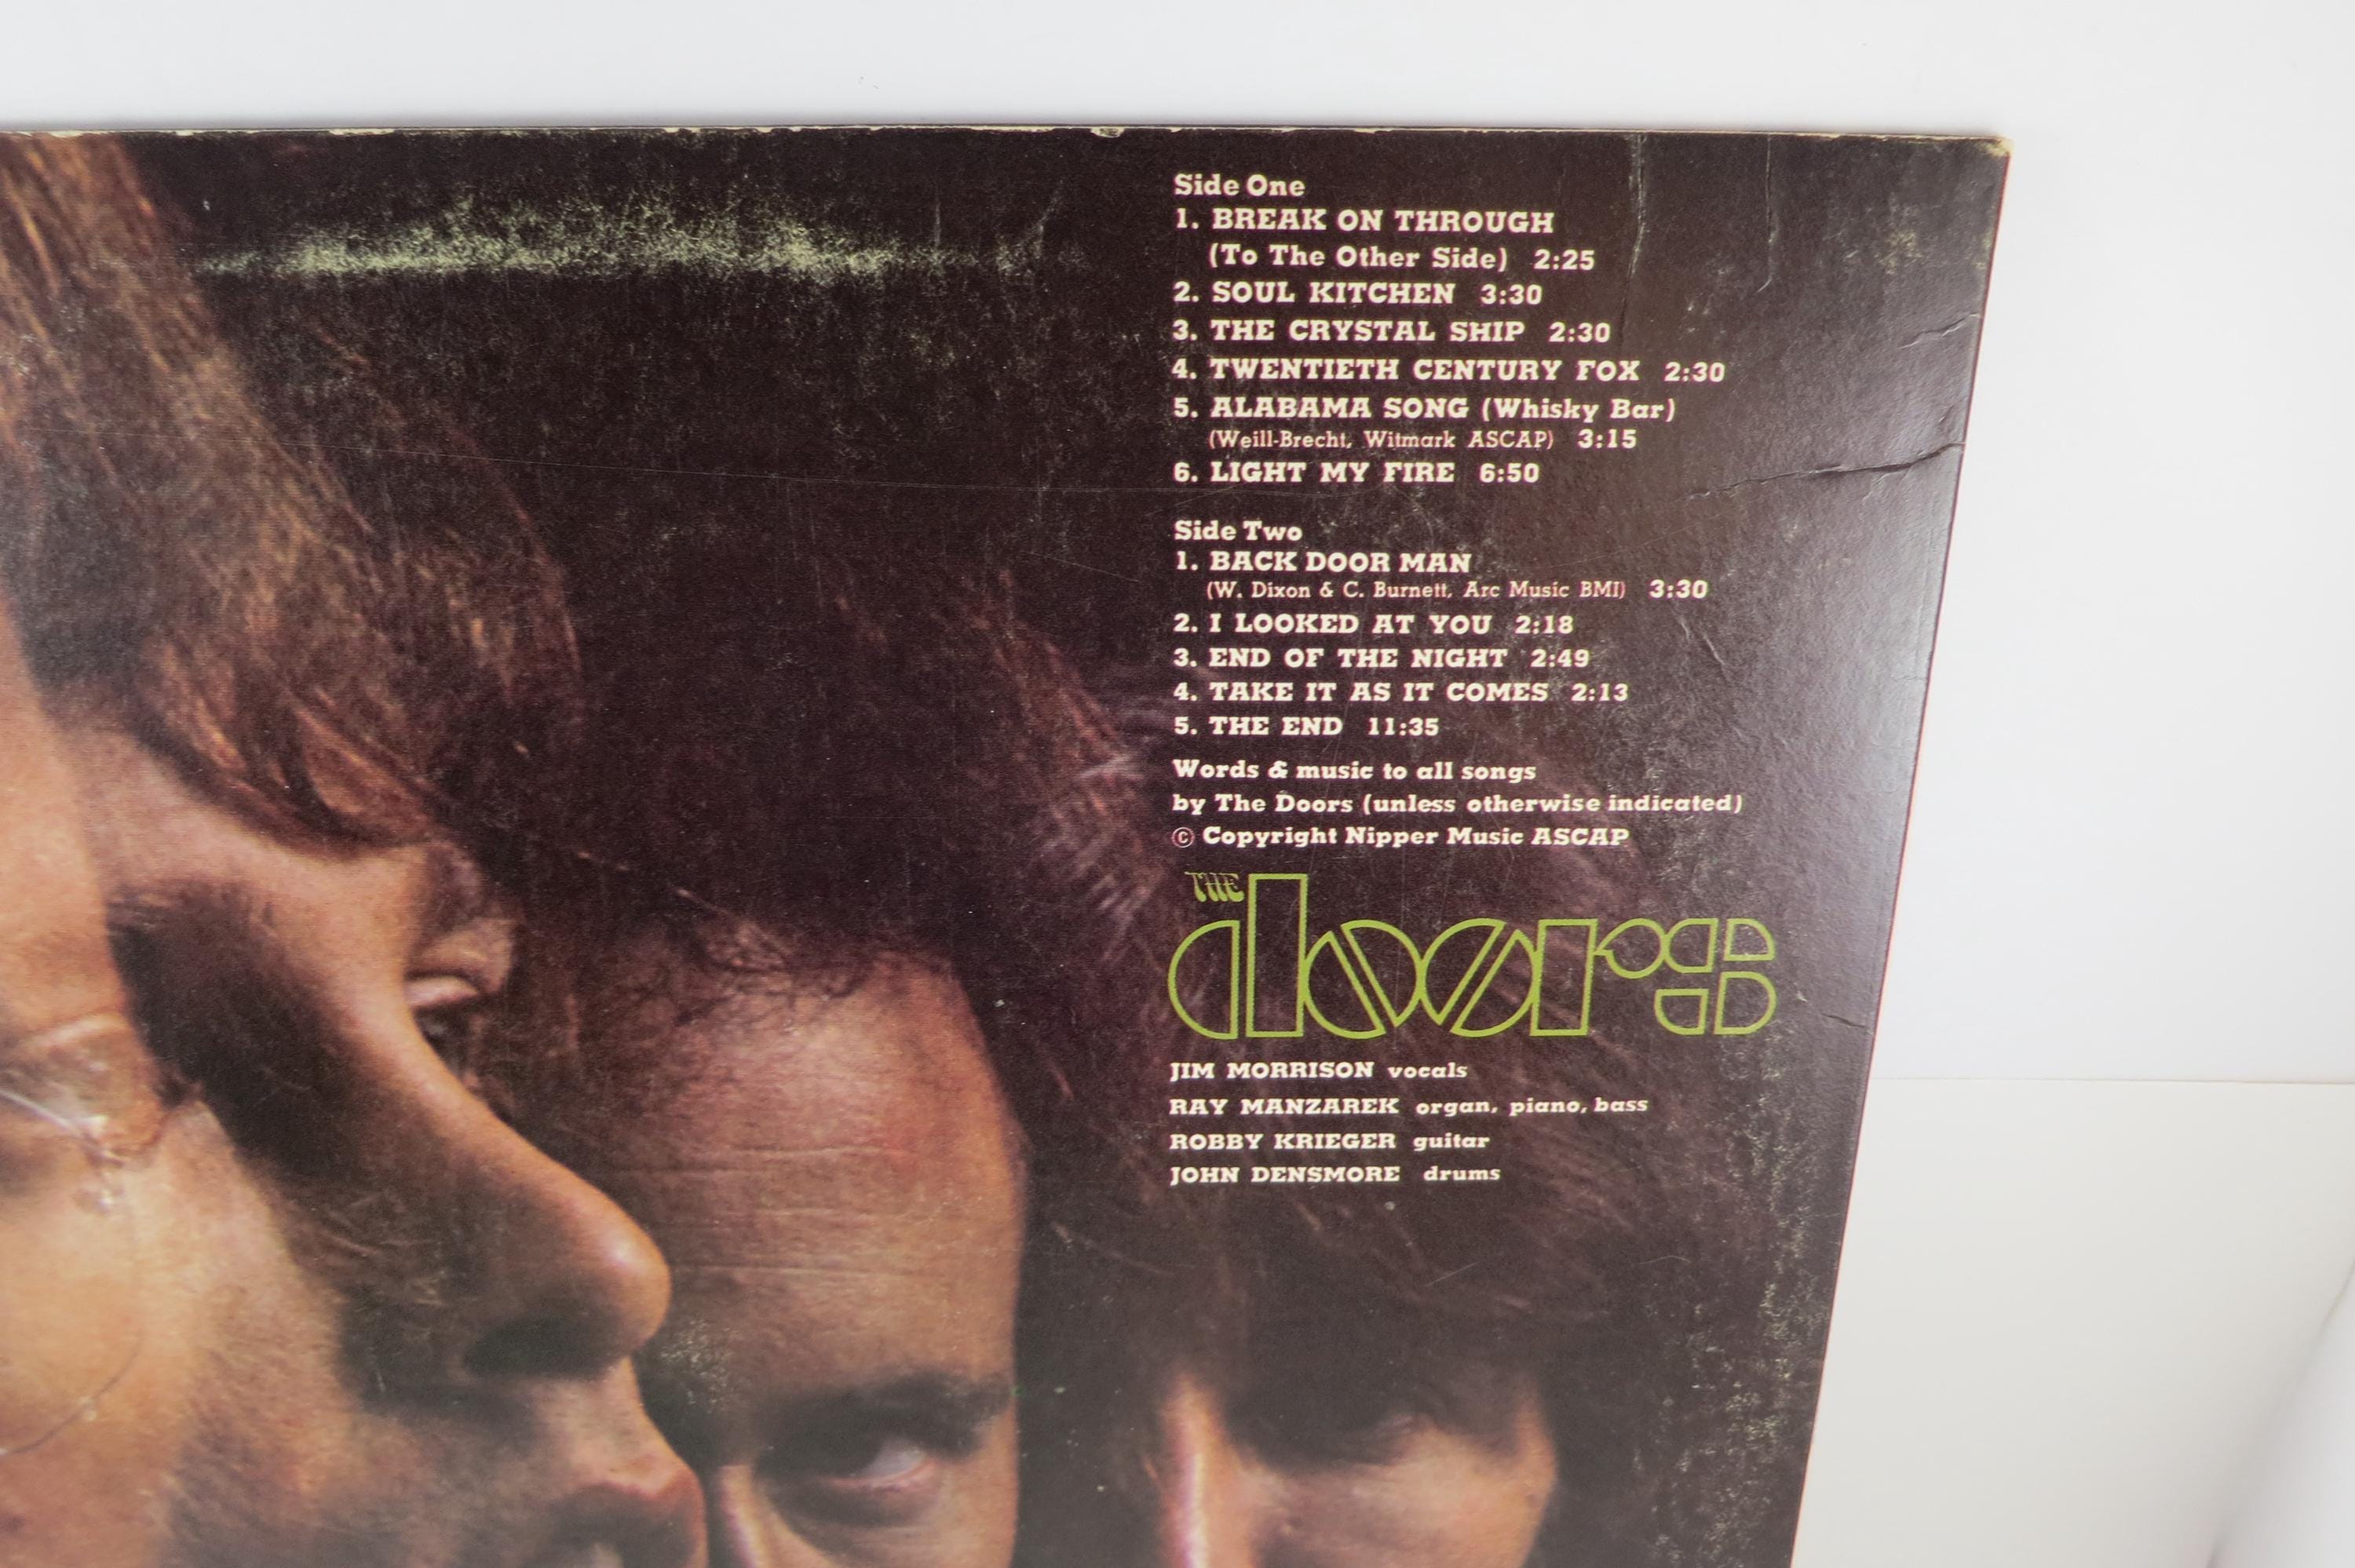 Side One
1. BREAK ON THROUGH
(To The Other Side) 2:25
2. SOUL KITCHEN 3:30
3. THE CRYSTAL SHIP 2:30
4. TWENTIETH CENTURY FOX 2:30
5. ALABAMA SONG (Whisky Bar)
(Weill-Brecht, Witmark ASCAP) 3:15
6. LIGHT MY FIRE 6:50
Side Two
1. BACK DOOR MAN
(W. Dixon & C. Burnett, Arc Music BMI) 3:30
2. I LOOKED AT YOU 2:18
3. END OF THE NIGHT 2:49
4. TAKE IT AS IT COMES 2:13
5. THE END 11:35
Words & music to all songs
by The Doors (unless otherwise indicated)
© Copyright Nipper Music ASCAP
THE
doors
JIM MORRISON vocals
RAY MANZAREK organ, piano, bass
ROBBY KRIEGER guitar
JOHN DENSMORE drums